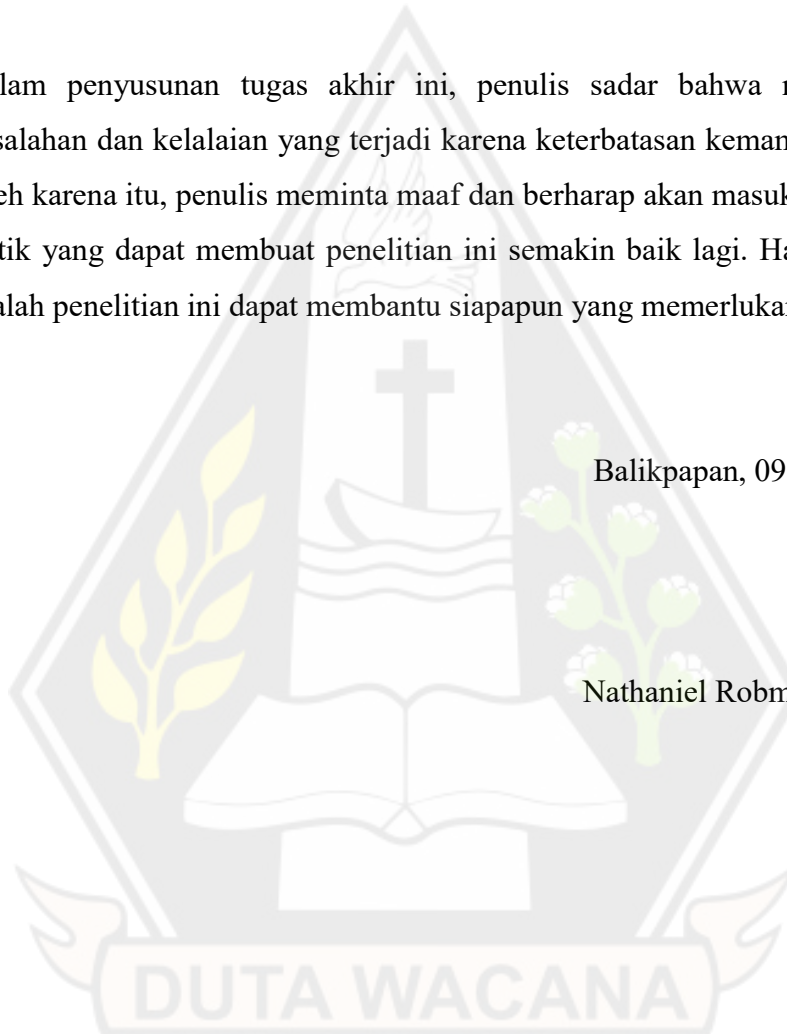 lam penyusunan tugas akhir ini, penulis sadar bahwa
salahan dan kelalaian yang terjadi karena keterbatasan keman
eh karena itu, penulis meminta maaf dan berharap akan masuk
tik yang dapat membuat penelitian ini semakin baik lagi. Ha
alah penelitian ini dapat membantu siapapun yang memerlukan
Balikpapan, 09
Nathaniel Robm
DUTA WACANA